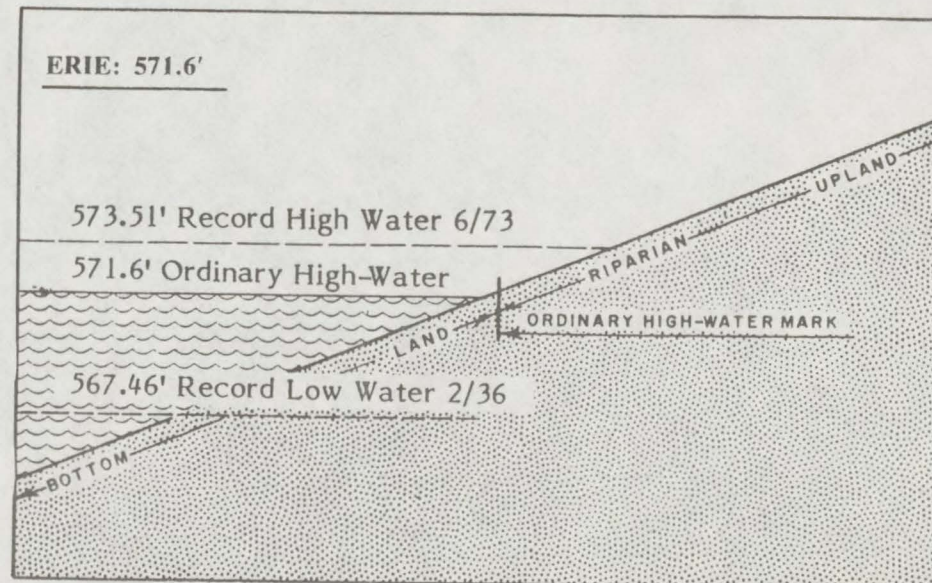 ERIE: 571.6'
573.51' Record High Water 6/73
571.6' Ordinary High-Water
RIPARIAN UPLAND
ORDINARY HIGH-WATER MARK
BOTTOM LAND
567.46' Record Low Water 2/36